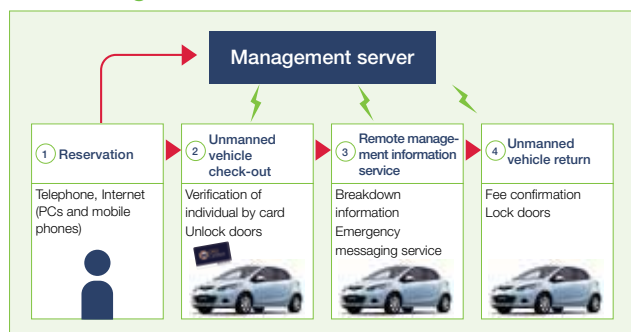 Management server
1 Reservation
Telephone, Internet
(PCs and mobile
phones)
2 Unmanned
vehicle
check-out
Verification of
individual by card
Unlock doors
3 Remote manage-
ment information
service
Breakdown
information
Emergency
messaging service
4 Unmanned
vehicle return
Fee confirmation
Lock doors